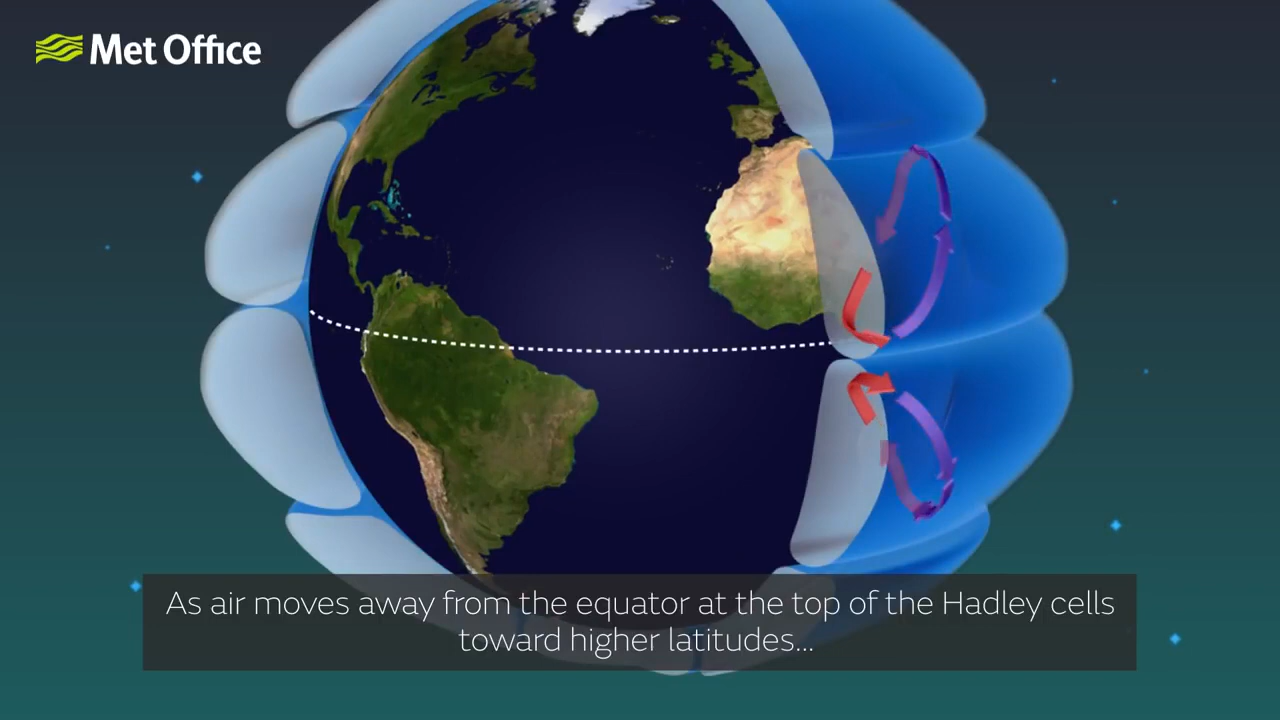 Met Office
As air moves away from the equator at the top of the Hadley cells
toward higher latitudes...